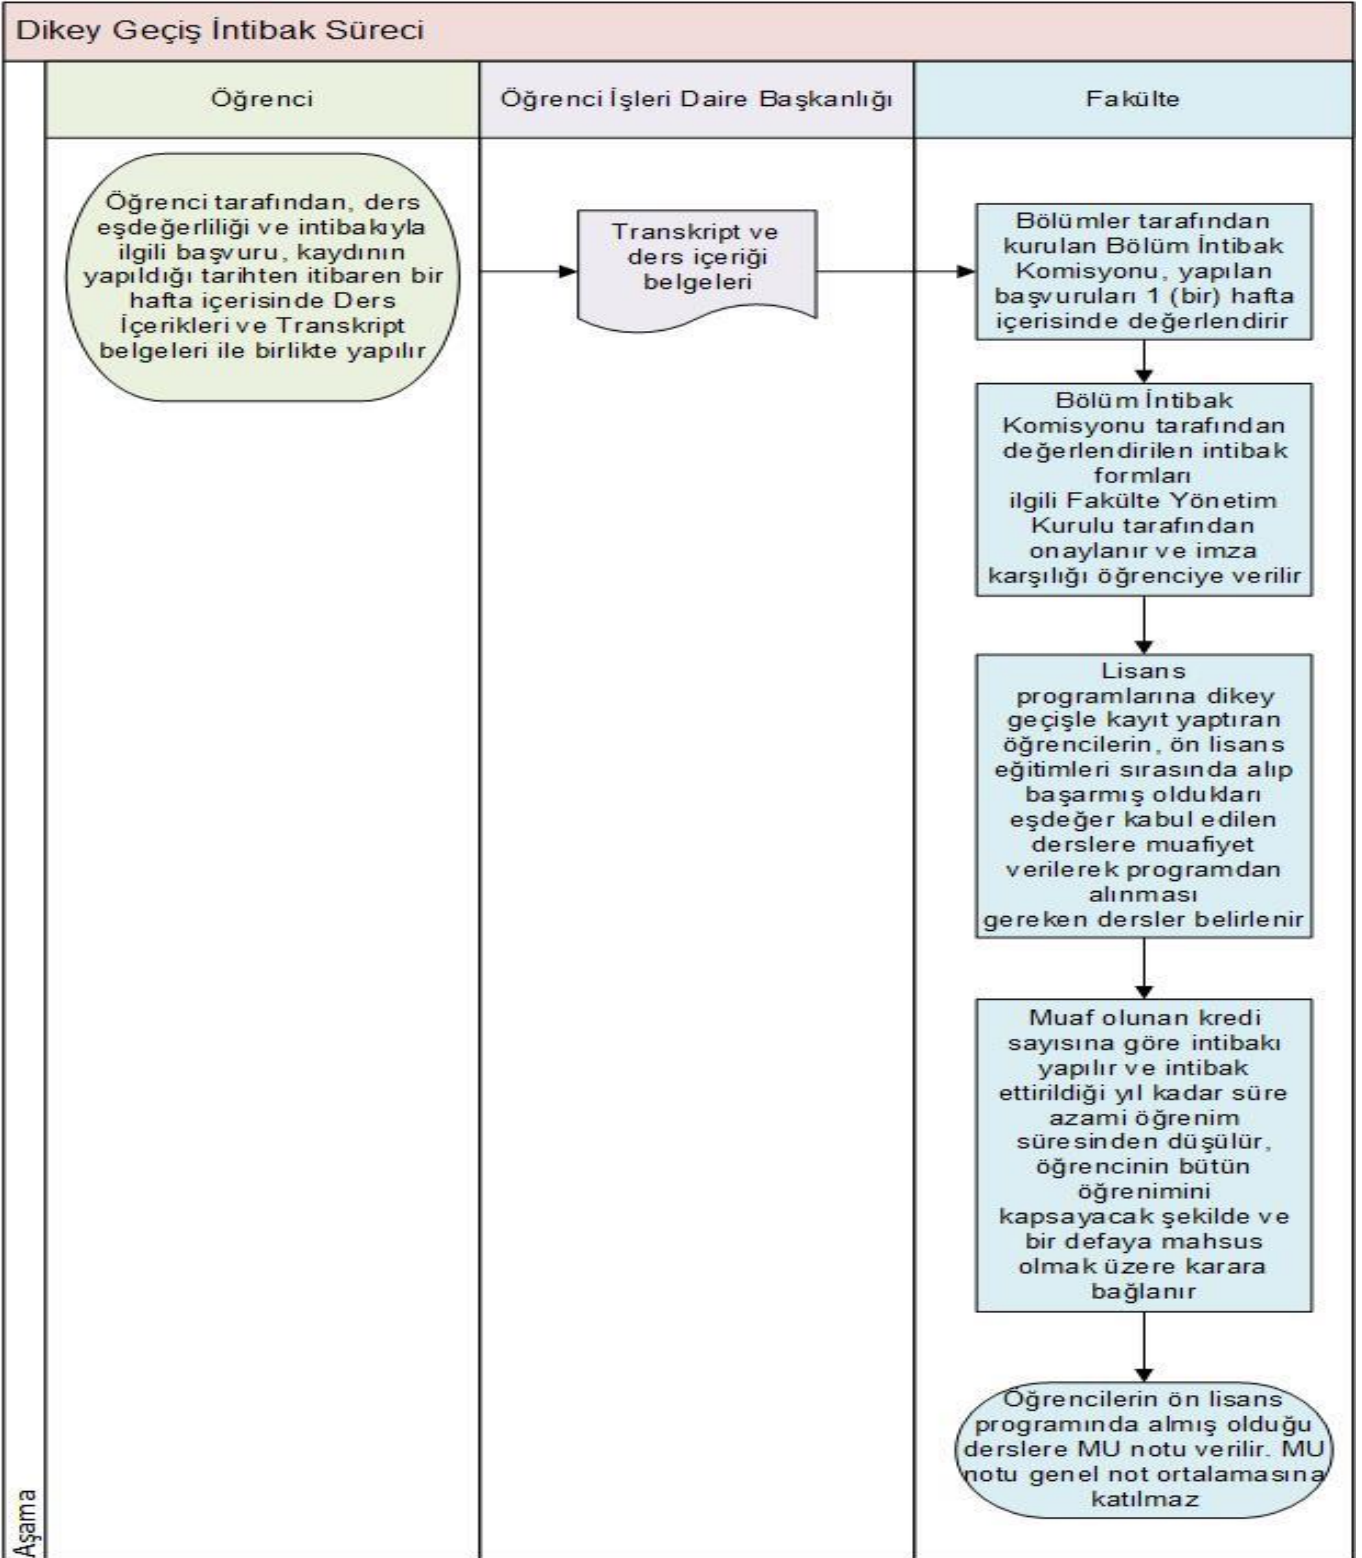 Dikey Geçiş İntibak Süreci
Öğrenci
Öğrenci İşleri Daire Başkanlığı
Fakülte
Öğrenci tarafından, ders
eşdeğerliliği ve intibakıyla
ilgili başvuru, kaydının
yapıldığı tarihten itibaren bir
hafta içerisinde Ders
İçerikleri ve Transkript
belgeleri ile birlikte yapılır
Transkript ve
ders içeriği
belgeleri
Bölümler tarafından
kurulan Bölüm İntibak
Komisyonu, yapılan
başvuruları 1 (bir) hafta
içerisinde değerlendirir
Bölüm İntibak
Komisyonu tarafından
değerlendirilen intibak
formları
ilgili Fakülte Yönetim
Kurulu tarafından
onaylanır ve imza
karşılığı öğrenciye verilir
Lisans
programlarına dikey
geçişle kayıt yaptıran
öğrencilerin, ön lisans
eğitimleri sırasında alıp
başarmış oldukları
eşdeğer kabul edilen
derslere muafiyet
verilerek programdan
alınması
gereken dersler belirlenir
Muaf olunan kredi
sayısına göre intibakı
yapılır ve intibak
ettirildiği yıl kadar süre
azami öğrenim
süresinden düşülür,
öğrencinin bütün
öğrenimini
kapsayacak şekilde ve
bir defaya mahsus
olmak üzere karara
bağlanır
Öğrencilerin ön lisans
programında almış olduğu
derslere MU notu verilir. MU
notu genel not ortalamasına
katılmaz
Aşama